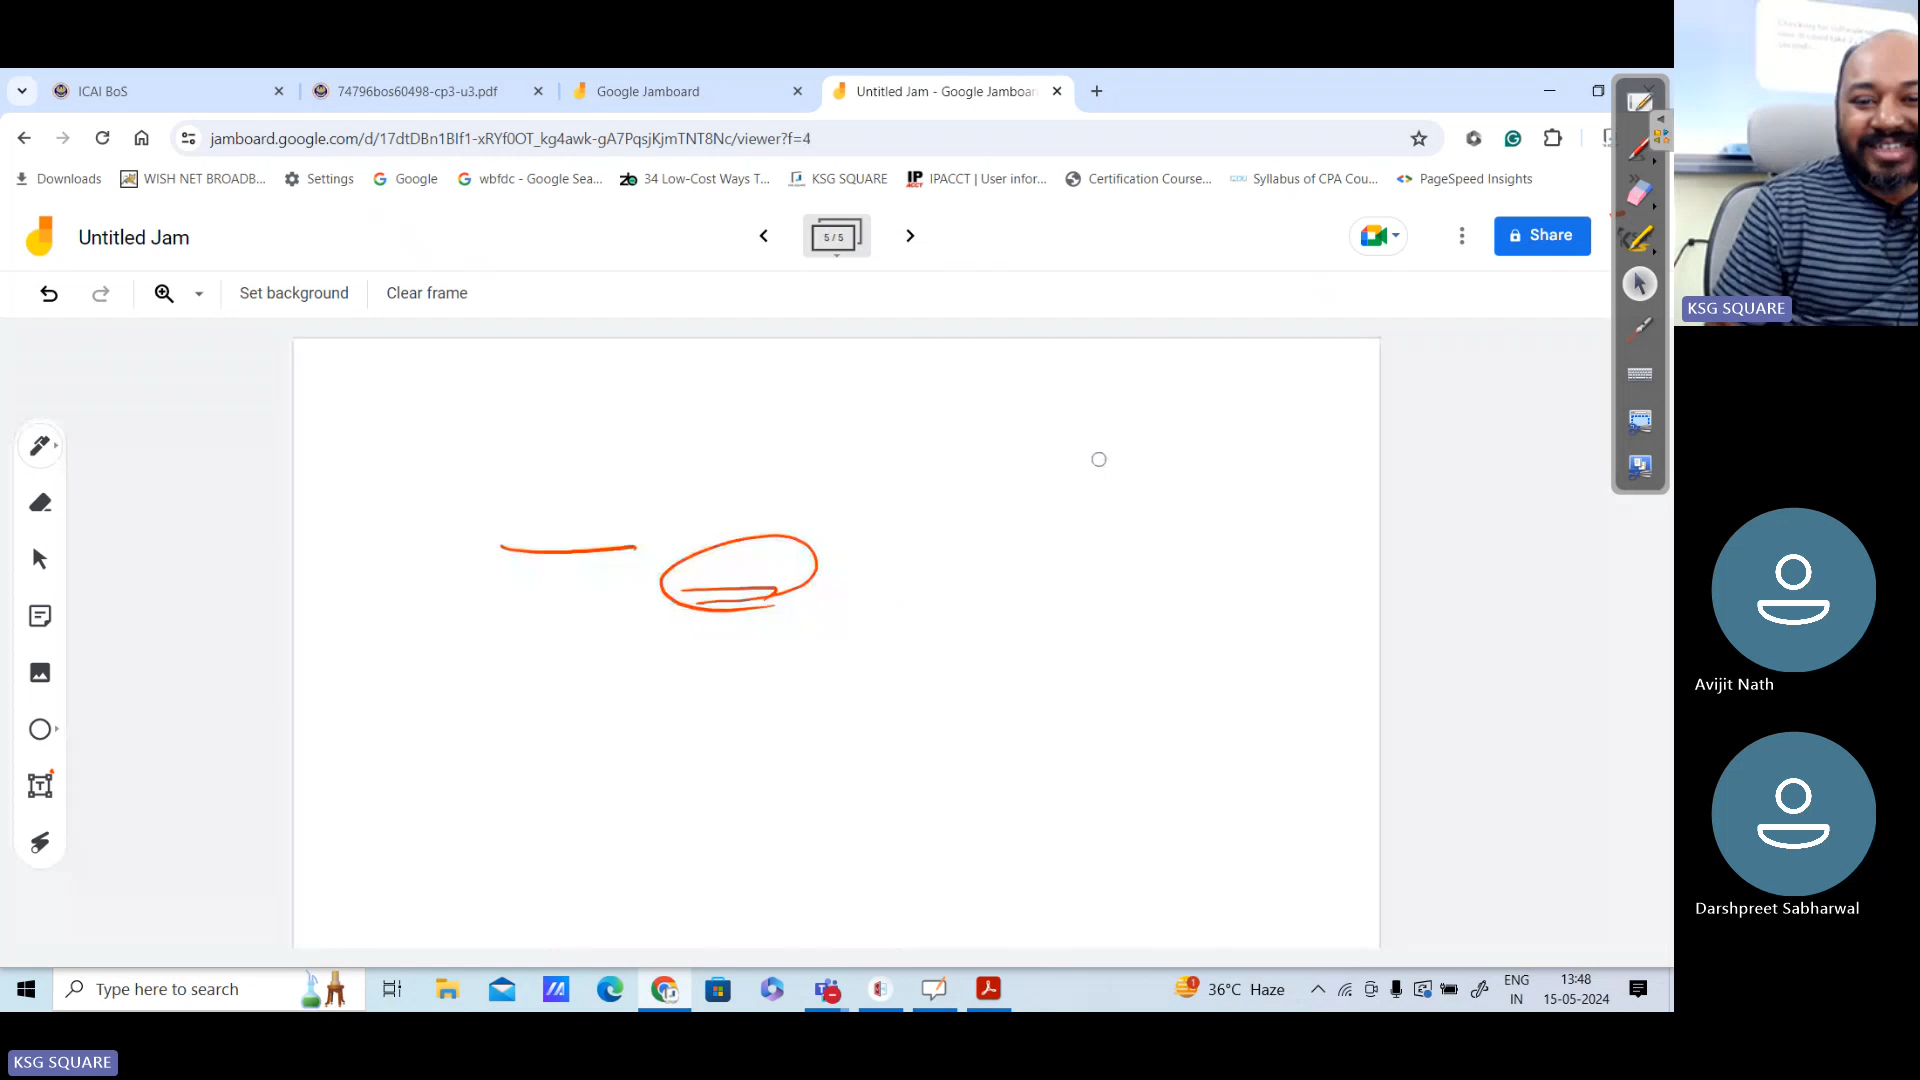 ICAI BoS
74796bos60498-cp3-u3.pdf
Google Jamboard
Untitled Jam - Google Jamboar
jamboard.google.com/d/17dtDBn1BIf1-xRYf0OT_kg4awk-gA7PqsjKjmTNT8Nc/viewer?f=4
Downloads
WISH NET BROADB...
Settings
Google
wbfdc - Google Sea...
34 Low-Cost Ways T...
KSG SQUARE
IPACCT | User infor...
Certification Course...
Syllabus of CPA Cou...
PageSpeed Insights
Untitled Jam
5 / 5
Share
Set background
Clear frame
KSG SQUARE
Avijit Nath
Darshpreet Sabharwal
Type here to search
36°C Haze
ENG
IN
13:48
15-05-2024
KSG SQUARE